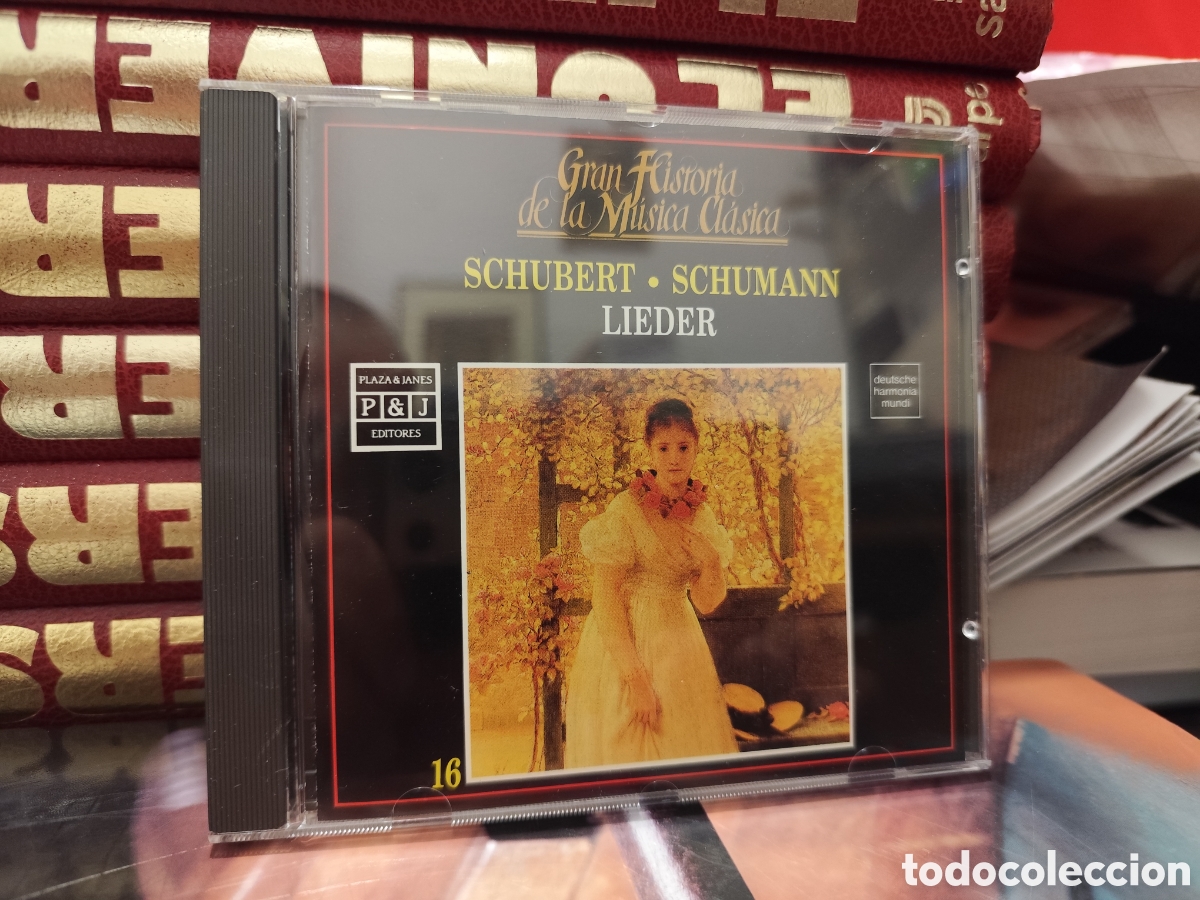 Gran Historia
de la Música Clásica
SCHUBERT • SCHUMANN
LIEDER
PLAZA & JANES
P & J
EDITORES
deutsche
harmonia
mundi
16
todocoleccion